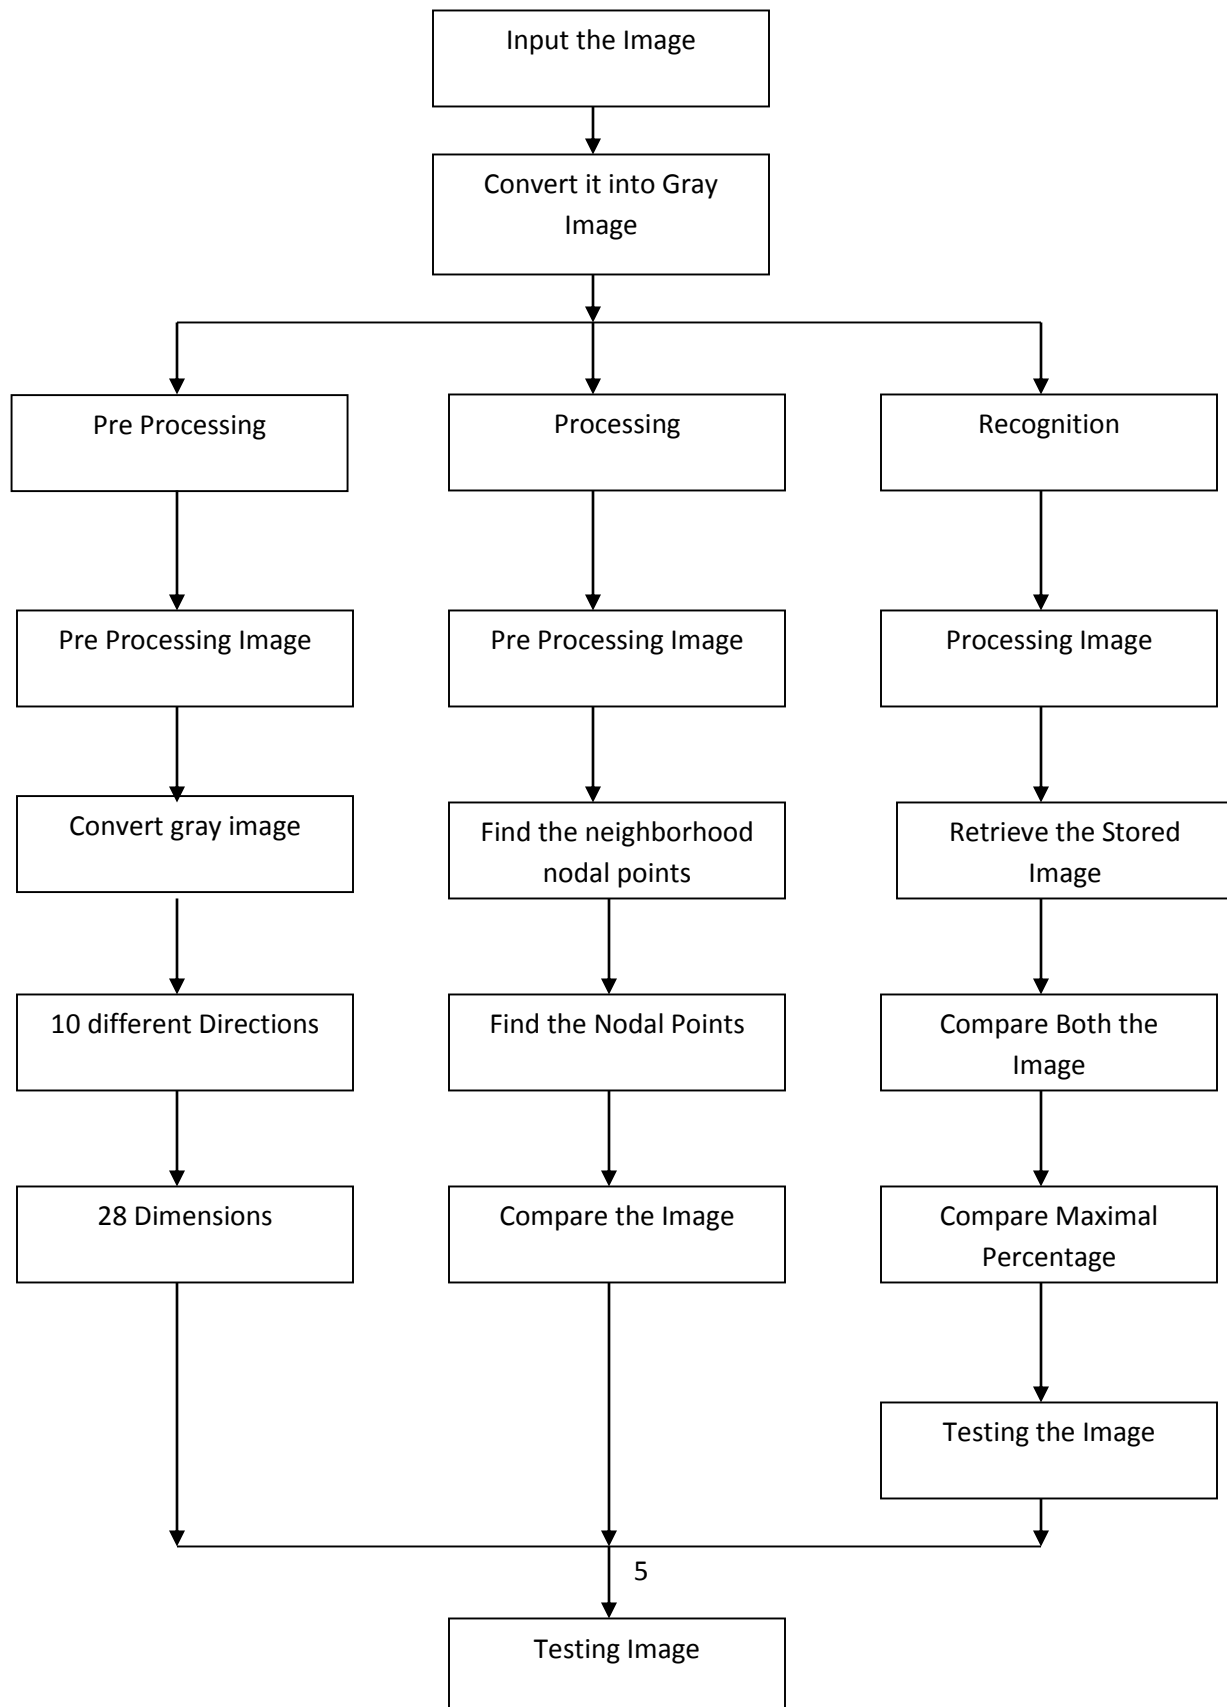 Input the Image
Convert it into Gray
Image
Pre Processing
Processing
Recognition
Pre Processing Image
Pre Processing Image
Processing Image
Convert gray image
Find the neighborhood
nodal points
Retrieve the Stored
Image
10 different Directions
Find the Nodal Points
Compare Both the
Image
28 Dimensions
Compare the Image
Compare Maximal
Percentage
Testing the Image
5
Testing Image